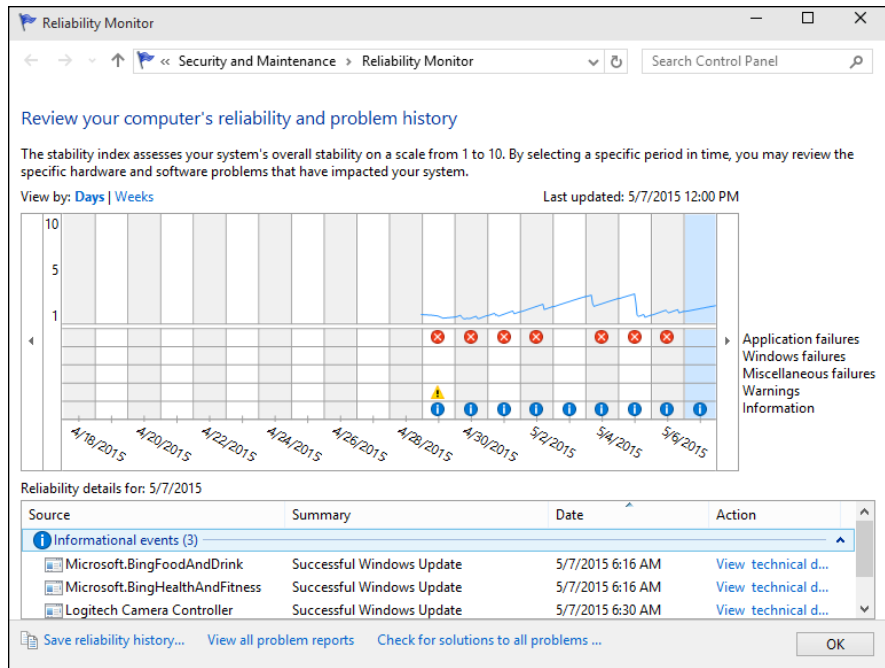 Reliability Monitor
« Security and Maintenance › Reliability Monitor
Search Control Panel
Review your computer's reliability and problem history
The stability index assesses your system's overall stability on a scale from 1 to 10. By selecting a specific period in time, you may review the
specific hardware and software problems that have impacted your system.
View by: Days | Weeks
Last updated: 5/7/2015 12:00 PM
10
5
1
Application failures
Windows failures
Miscellaneous failures
Warnings
Information
4/18/2015
4/20/2015
4/22/2015
4/24/2015
4/26/2015
4/28/2015
4/30/2015
5/2/2015
5/4/2015
5/6/2015
Reliability details for: 5/7/2015
Source Summary Date Action
Informational events (3)
Microsoft.BingFoodAndDrink Successful Windows Update 5/7/2015 6:16 AM View technical d...
Microsoft.BingHealthAndFitness Successful Windows Update 5/7/2015 6:16 AM View technical d...
Logitech Camera Controller Successful Windows Update 5/7/2015 6:30 AM View technical d...
Save reliability history... View all problem reports Check for solutions to all problems ...
OK